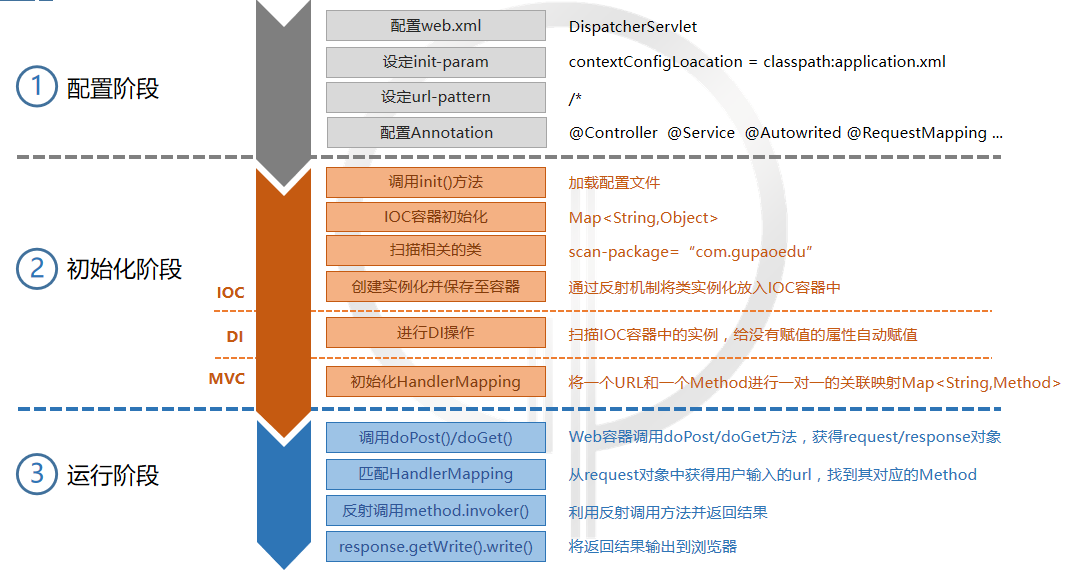 1 配置阶段
配置web.xml DispatcherServlet
设定init-param contextConfigLoacation = classpath:application.xml
设定url-pattern /*
配置Annotation @Controller @Service @Autowrited @RequestMapping ...
2 初始化阶段
调用init()方法 加载配置文件
IOC容器初始化 Map<String,Object>
扫描相关的类 scan-package=“com.gupaoedu”
IOC 创建实例化并保存至容器 通过反射机制将类实例化放入IOC容器中
DI 进行DI操作 扫描IOC容器中的实例，给没有赋值的属性自动赋值
MVC 初始化HandlerMapping 将一个URL和一个Method进行一对一的关联映射Map<String,Method>
3 运行阶段
调用doPost()/doGet() Web容器调用doPost/doGet方法，获得request/response对象
匹配HandlerMapping 从request对象中获得用户输入的url，找到其对应的Method
反射调用method.invoker() 利用反射调用方法并返回结果
response.getWrite().write() 将返回结果输出到浏览器